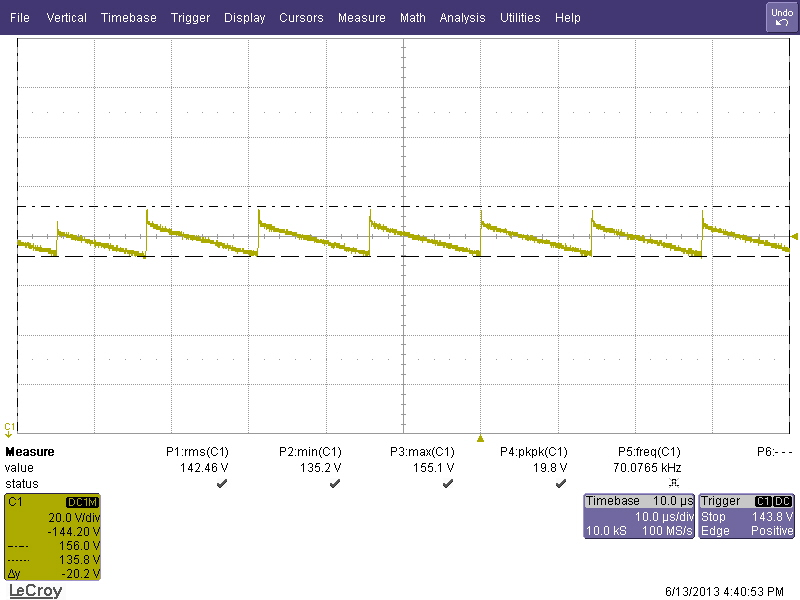 File Vertical Timebase Trigger Display Cursors Measure Math Analysis Utilities Help Undo
C1
Measure P1:rms(C1) P2:min(C1) P3:max(C1) P4:pkpk(C1) P5:freq(C1) P6:- - -
value 142.46 V 135.2 V 155.1 V 19.8 V 70.0765 kHz
status
C1 DC1M
20.0 V/div
-144.20 V
156.0 V
135.8 V
Δy -20.2 V
Timebase 10.0 µs
10.0 µs/div
10.0 kS 100 MS/s
Trigger C1 DC
Stop 143.8 V
Edge Positive
LeCroy
6/13/2013 4:40:53 PM